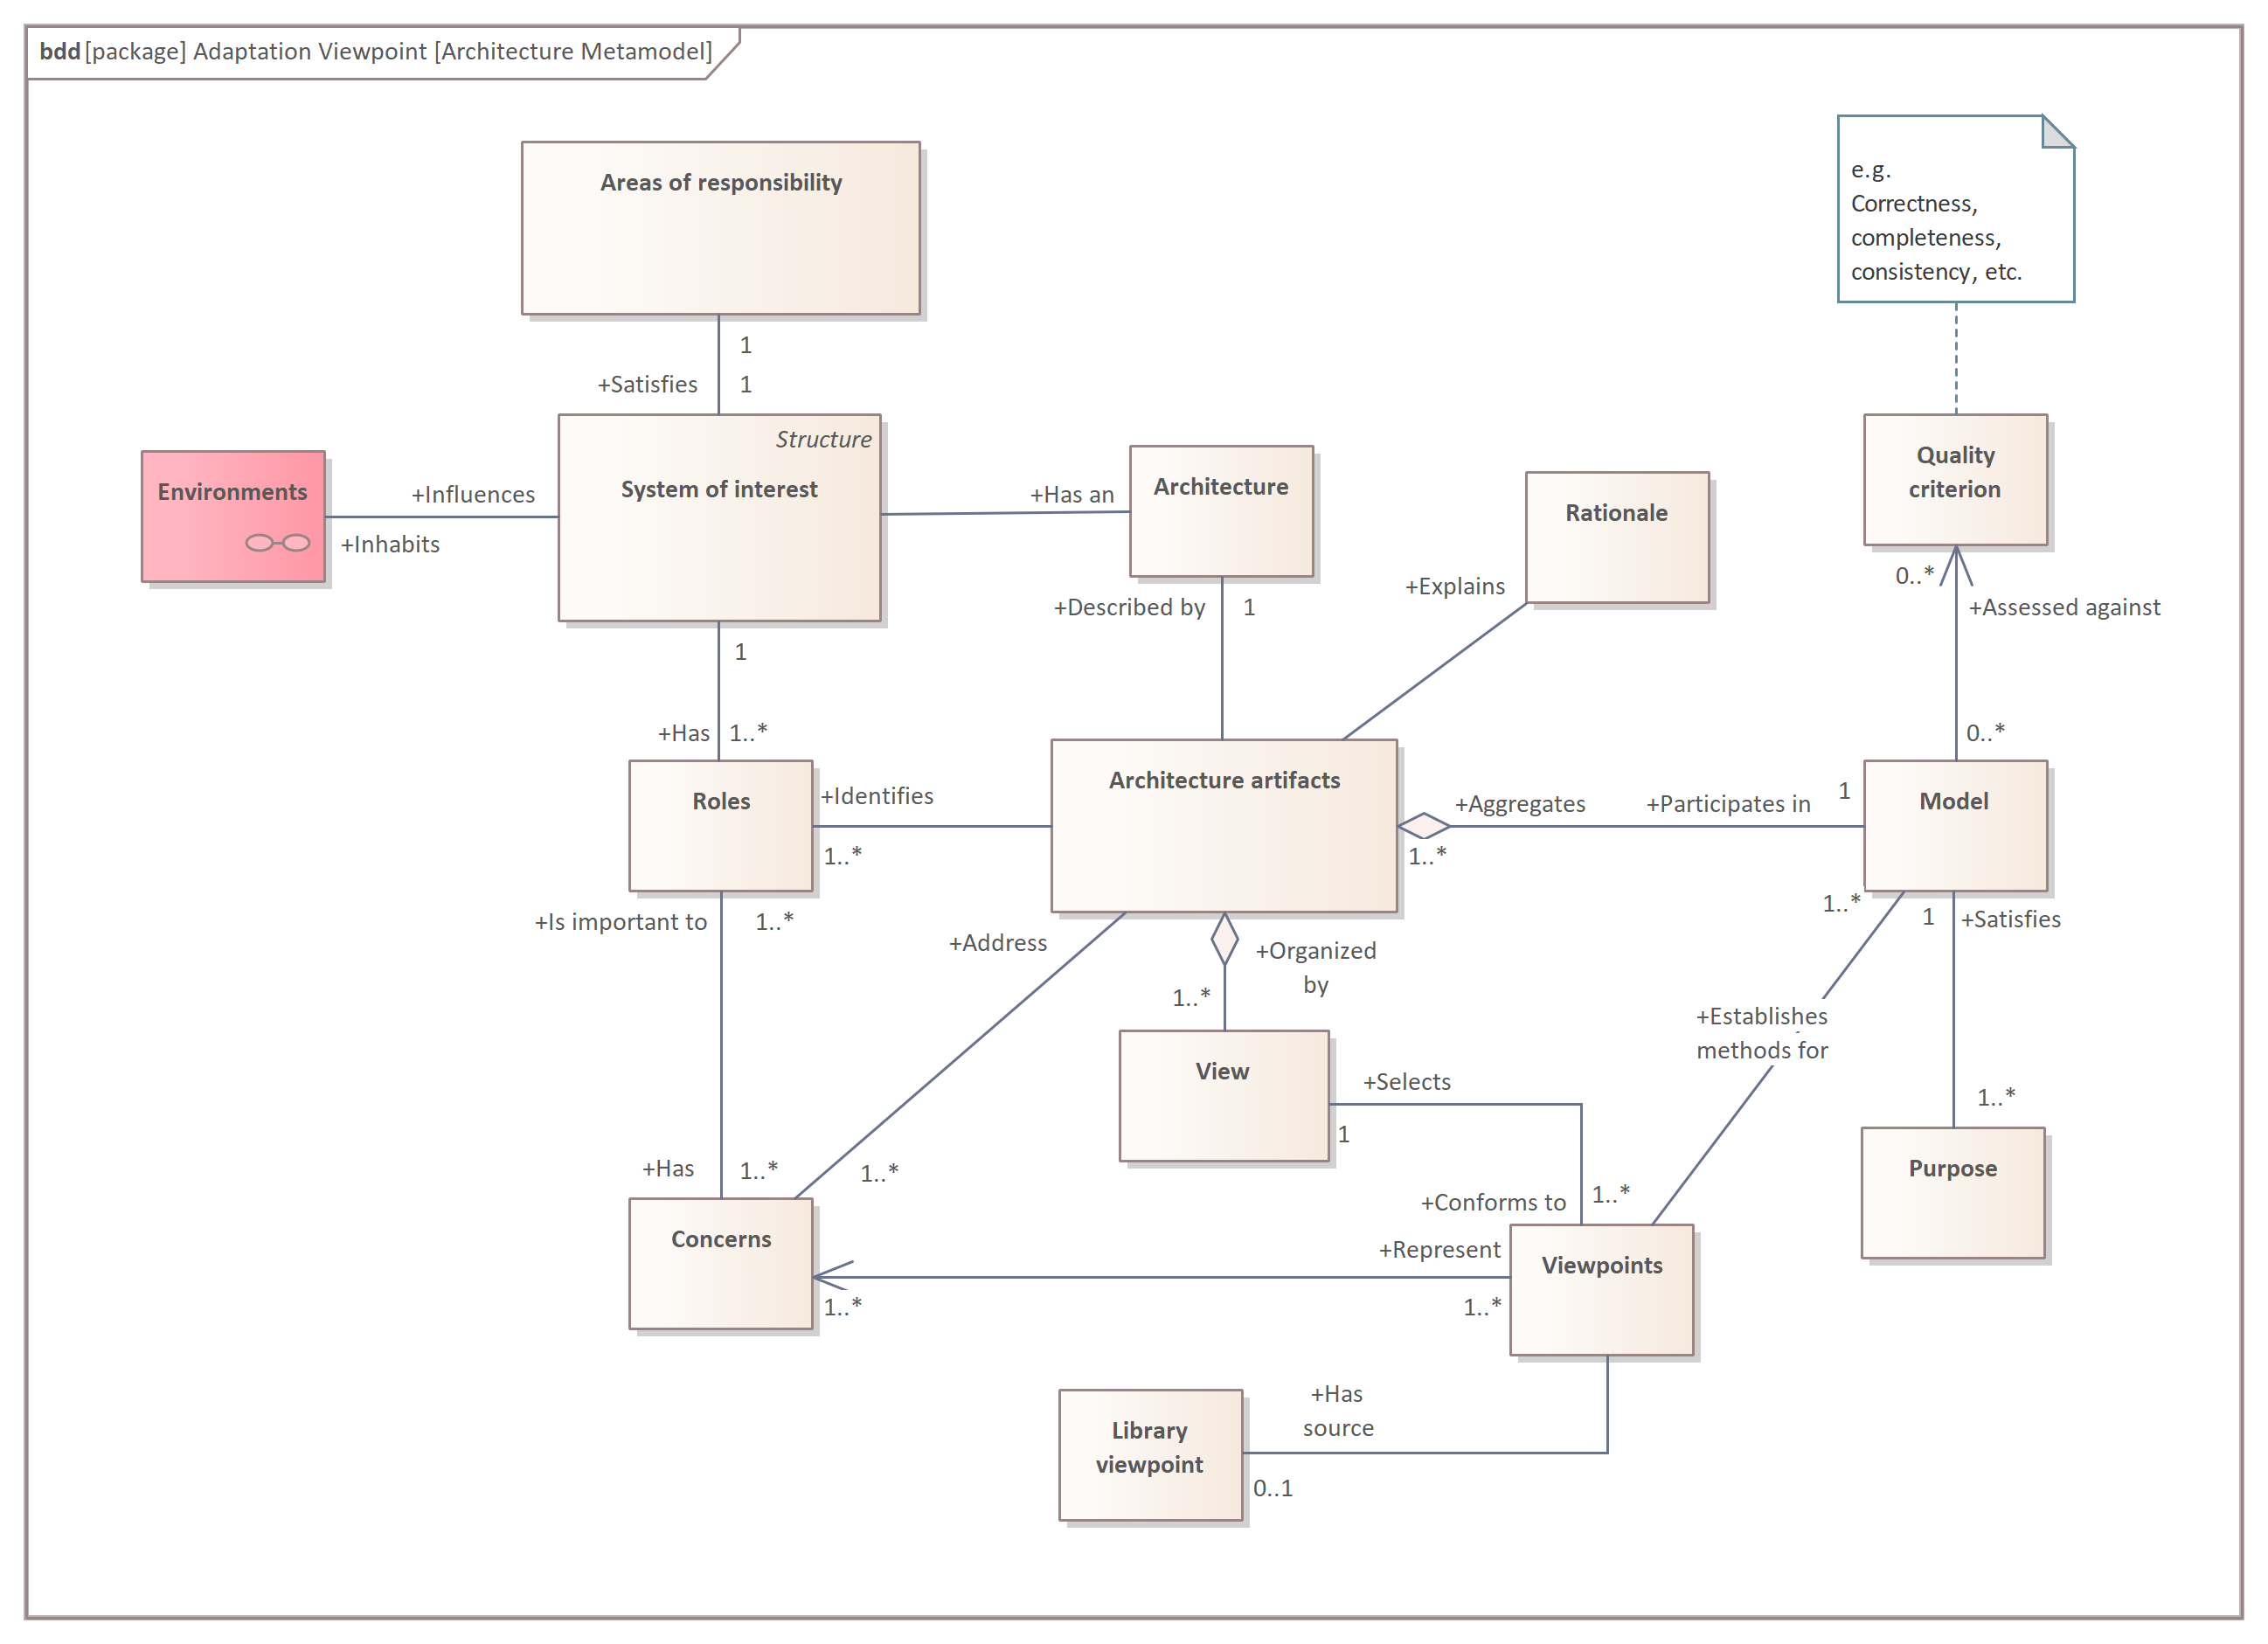 bdd [package] Adaptation Viewpoint [Architecture Metamodel]
Areas of responsibility
e.g.
Correctness,
completeness,
consistency, etc.
1
+Satisfies
1
Structure
System of interest
Environments
+Influences
+Inhabits
+Has an
Architecture
Rationale
Quality
criterion
+Described by
1
+Explains
0..*
+Assessed against
1
+Has
1..*
0..*
Roles
+Identifies
1..*
Architecture artifacts
+Aggregates
+Participates in
1
1..*
Model
+Is important to
1..*
+Address
+Organized
by
1..*
1..*
1
+Satisfies
+Establishes
methods for
View
+Selects
1
1..*
+Has
1..*
1..*
Purpose
+Conforms to
1..*
Concerns
+Represent
Viewpoints
1..*
1..*
+Has
source
Library
viewpoint
0..1